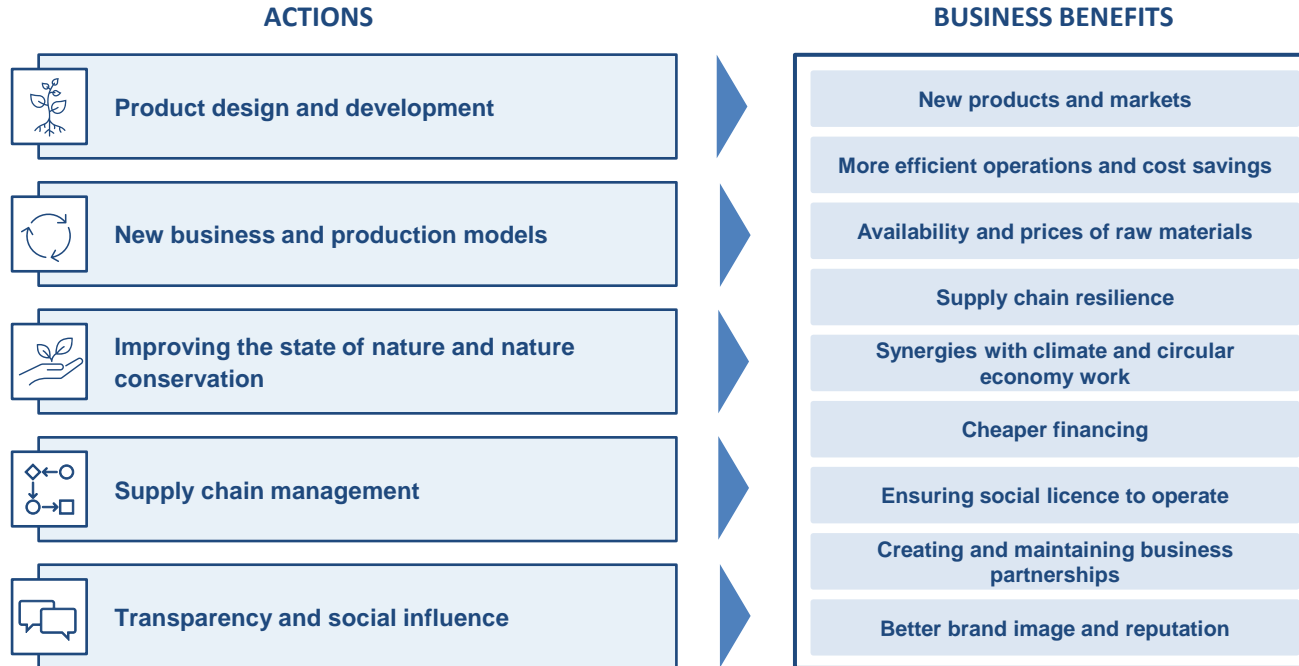 ACTIONS
Product design and development
New business and production models
Improving the state of nature and nature
conservation
Supply chain management
Transparency and social influence
BUSINESS BENEFITS
New products and markets
More efficient operations and cost savings
Availability and prices of raw materials
Supply chain resilience
Synergies with climate and circular
economy work
Cheaper financing
Ensuring social licence to operate
Creating and maintaining business
partnerships
Better brand image and reputation